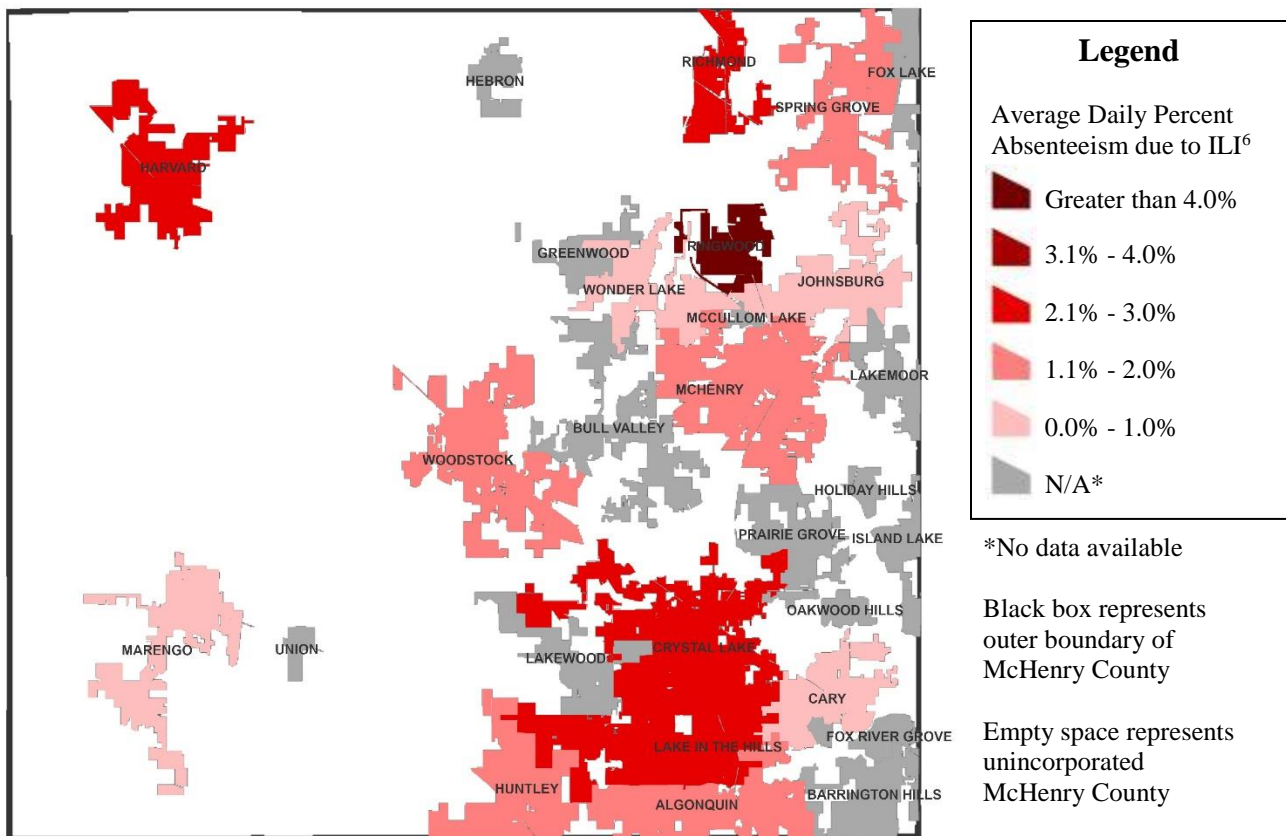 HEBRON
RICHMOND
FOX LAKE
SPRING GROVE
HARVARD
RINGWOOD
GREENWOOD
JOHNSBURG
WONDER LAKE
MCCULLOM LAKE
LAKEMOOR
MCHENRY
BULL VALLEY
WOODSTOCK
HOLIDAY HILLS
PRAIRIE GROVE
ISLAND LAKE
OAKWOOD HILLS
MARENGO
UNION
LAKEWOOD
CRYSTAL LAKE
CARY
FOX RIVER GROVE
LAKE IN THE HILLS
HUNTLEY
ALGONQUIN
BARRINGTON HILLS
Legend
Average Daily Percent
Absenteeism due to ILI⁶
Greater than 4.0%
3.1% - 4.0%
2.1% - 3.0%
1.1% - 2.0%
0.0% - 1.0%
N/A*
*No data available
Black box represents
outer boundary of
McHenry County
Empty space represents
unincorporated
McHenry County